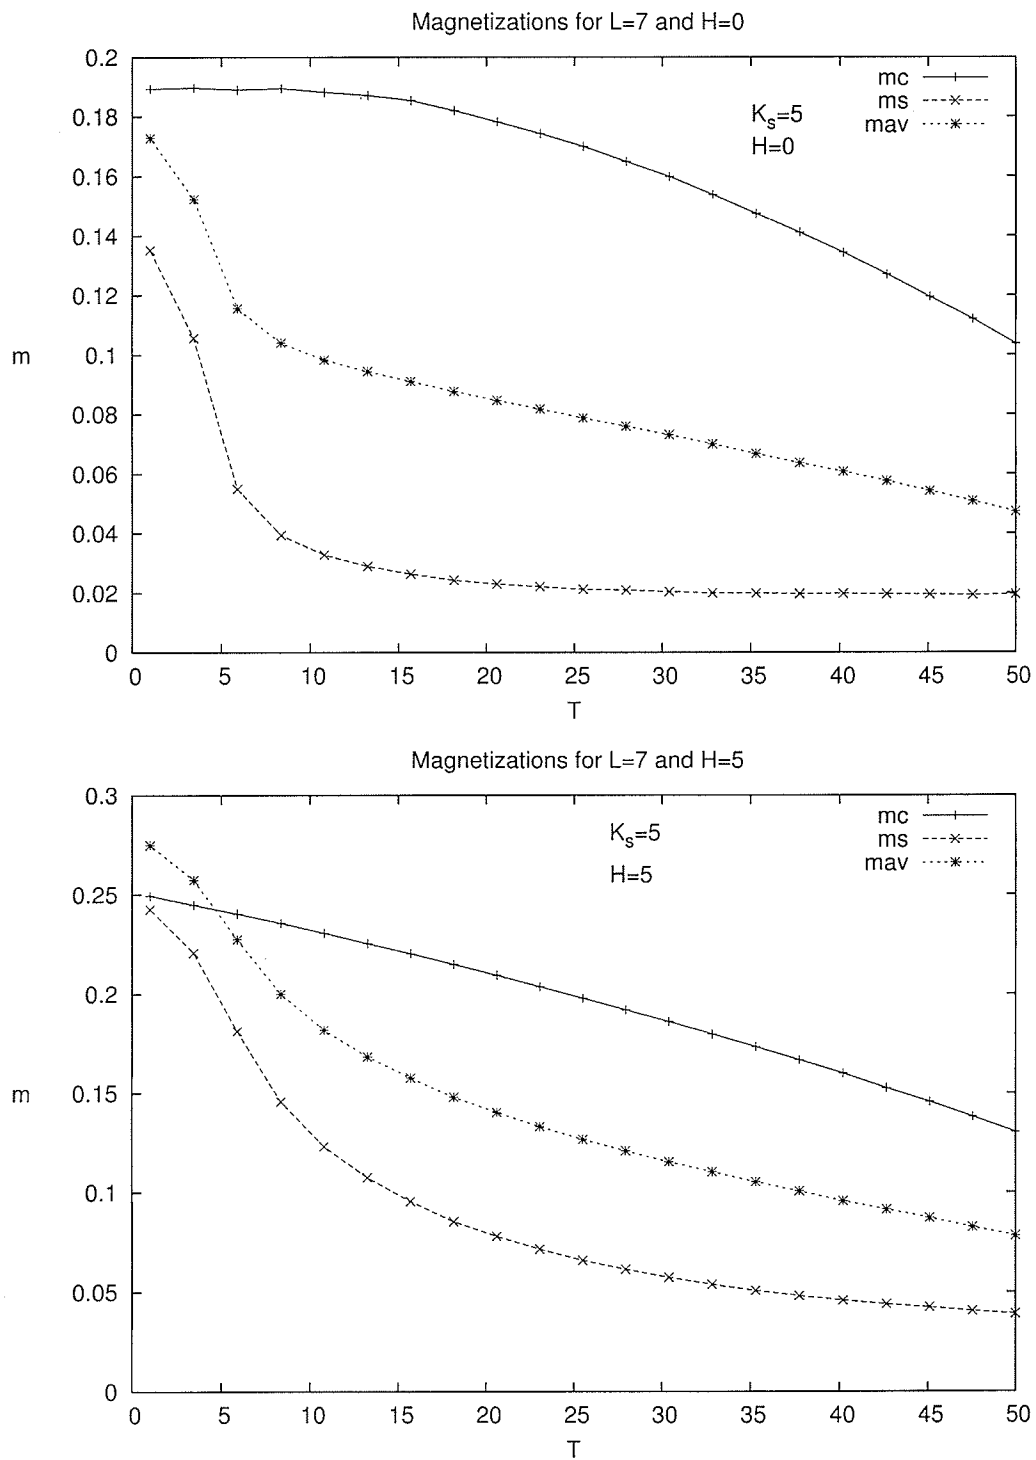 Magnetizations for L=7 and H=0
0.2
mc
ms
mav
Kₛ=5
H=0
0.18
0.16
0.14
0.12
0.1
m
0.08
0.06
0.04
0.02
0
0 5 10 15 20 25 30 35 40 45 50
T
Magnetizations for L=7 and H=5
0.3
mc
ms
mav
Kₛ=5
H=5
0.25
0.2
0.15
m
0.1
0.05
0
0 5 10 15 20 25 30 35 40 45 50
T